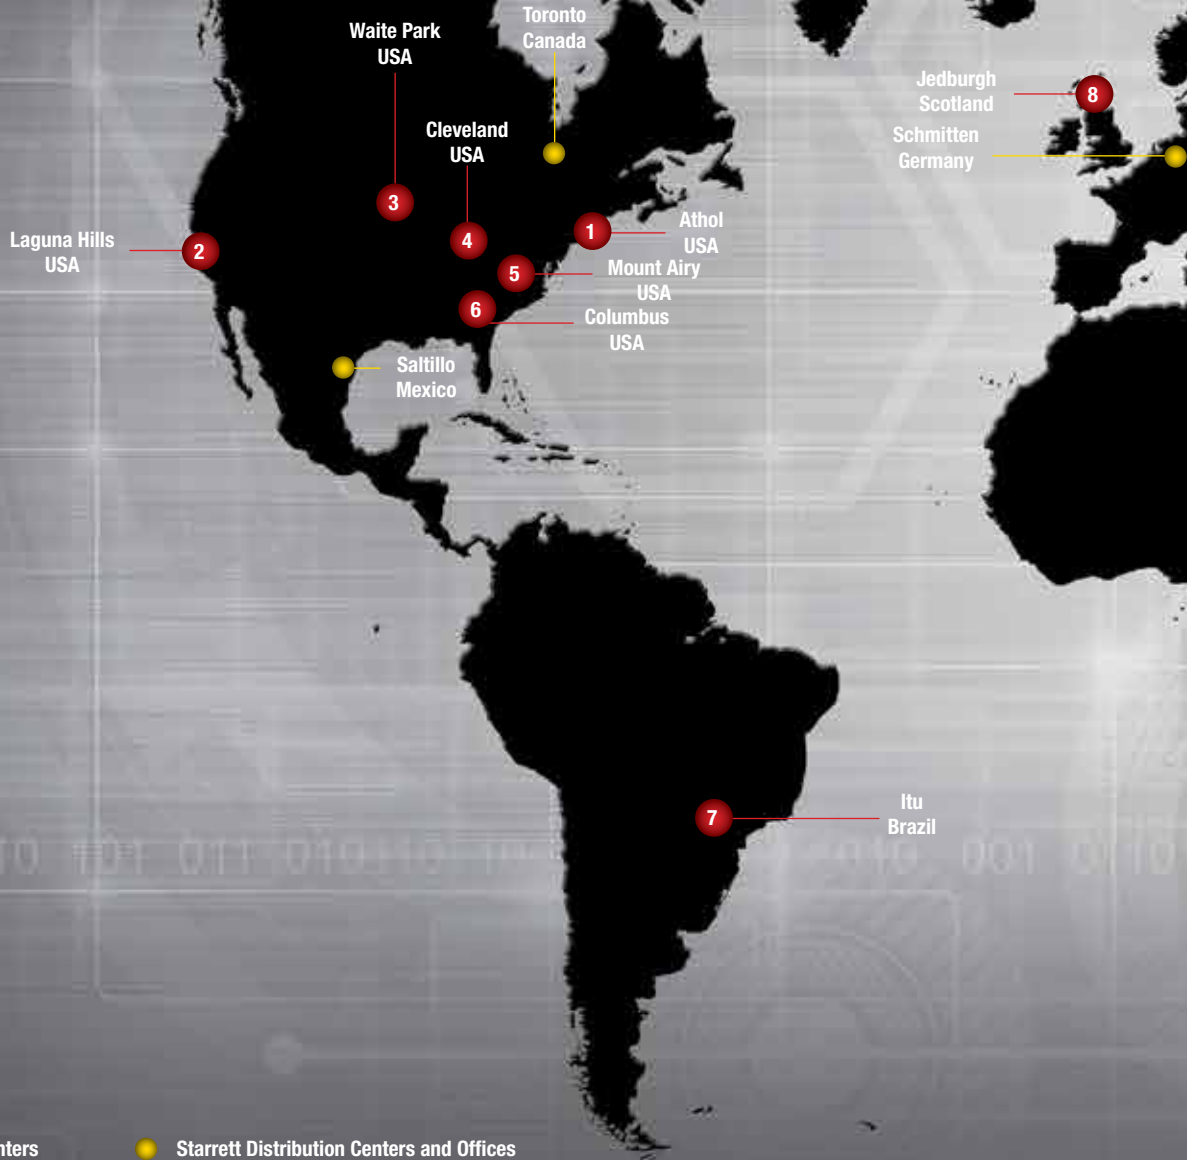 Toronto
Canada
Waite Park
USA
Jedburgh
Scotland
8
Cleveland
USA
Schmitten
Germany
3
Laguna Hills
USA
2
4
1
Athol
USA
5
Mount Airy
USA
6
Columbus
USA
Saltillo
Mexico
7
Itu
Brazil
nters
Starrett Distribution Centers and Offices